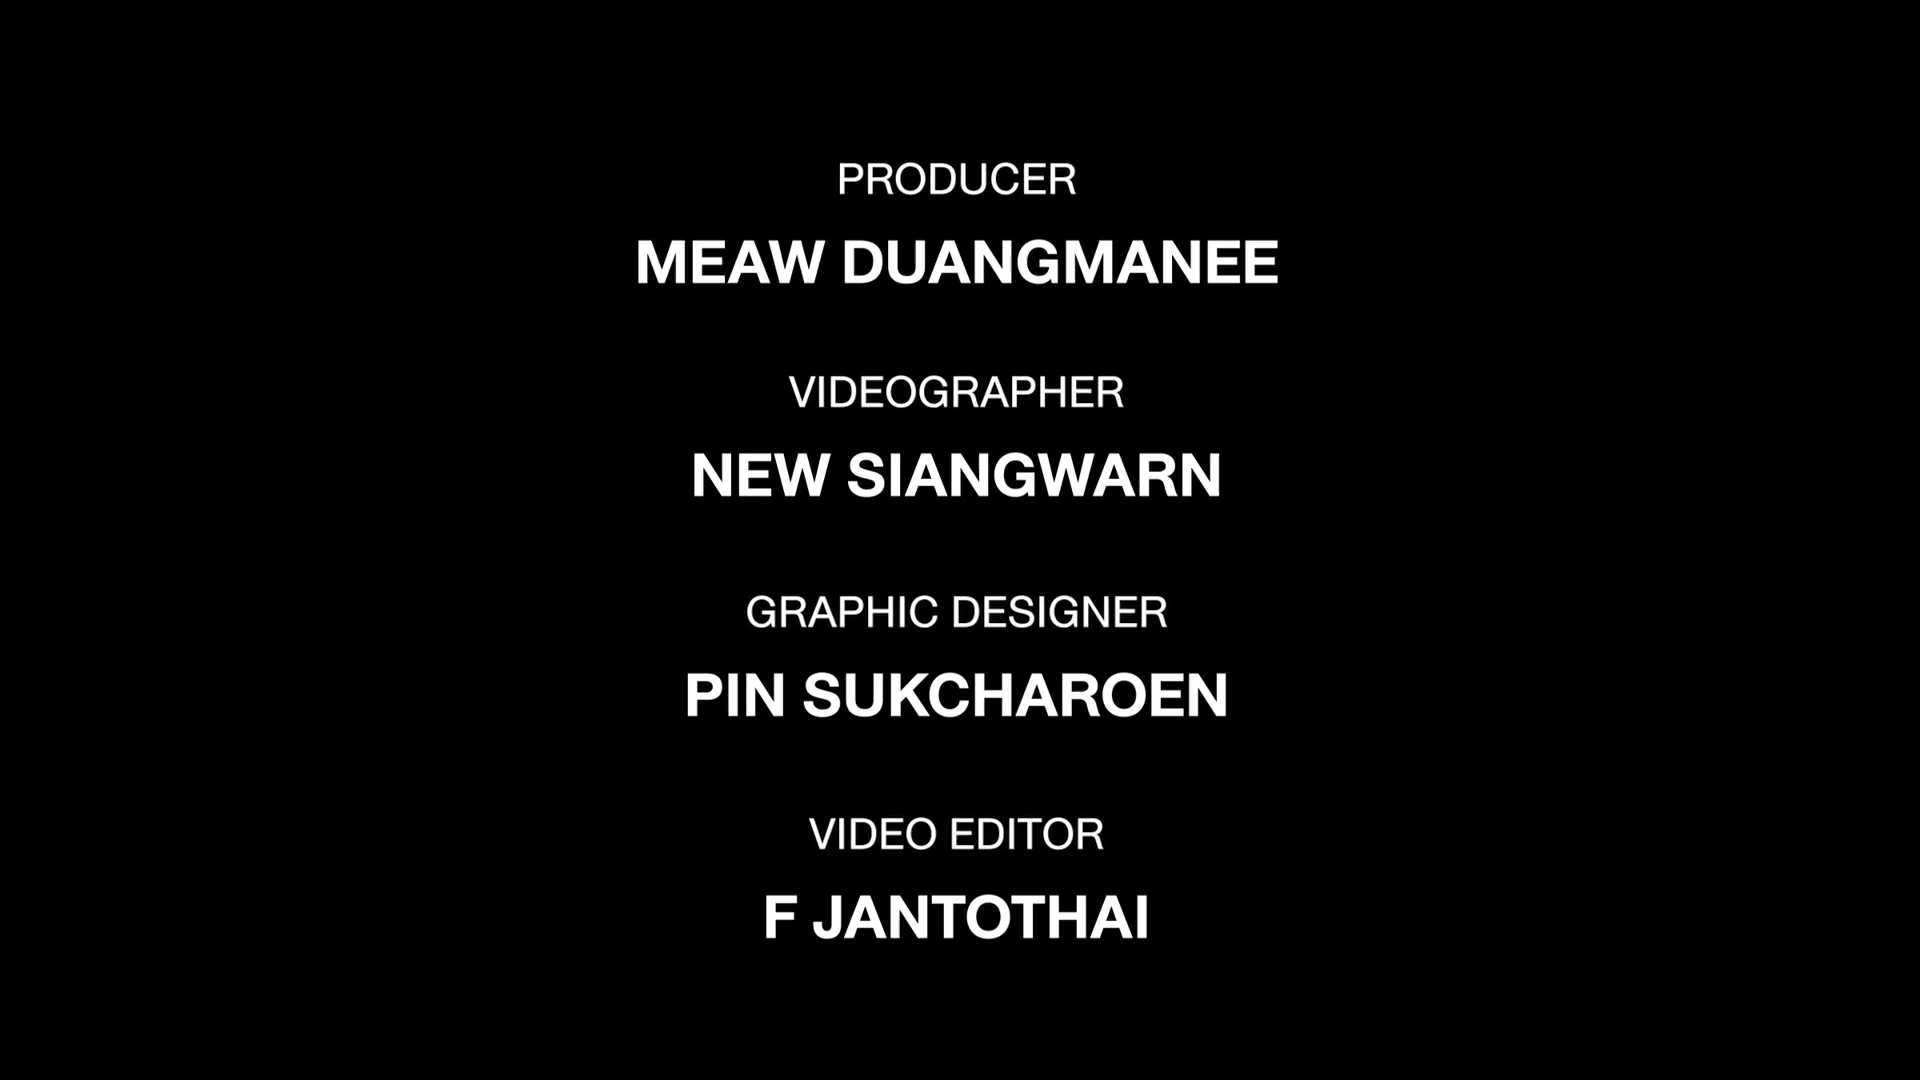 PRODUCER
MEAW DUANGMANEE
VIDEOGRAPHER
NEW SIANGWARN
GRAPHIC DESIGNER
PIN SUKCHAROEN
VIDEO EDITOR
F JANTOTHAI